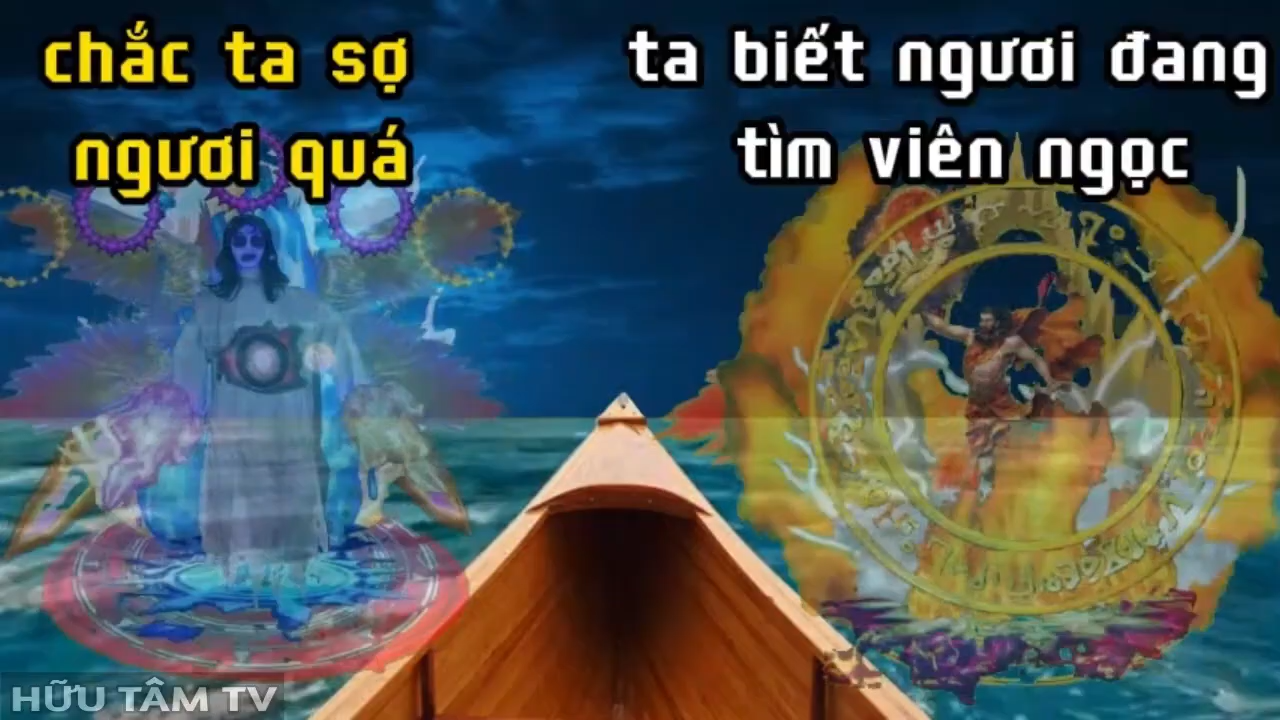 chắc ta sợ
ngươi quá
ta biết ngươi đang
tìm viên ngọc
HỮU TÂM TV